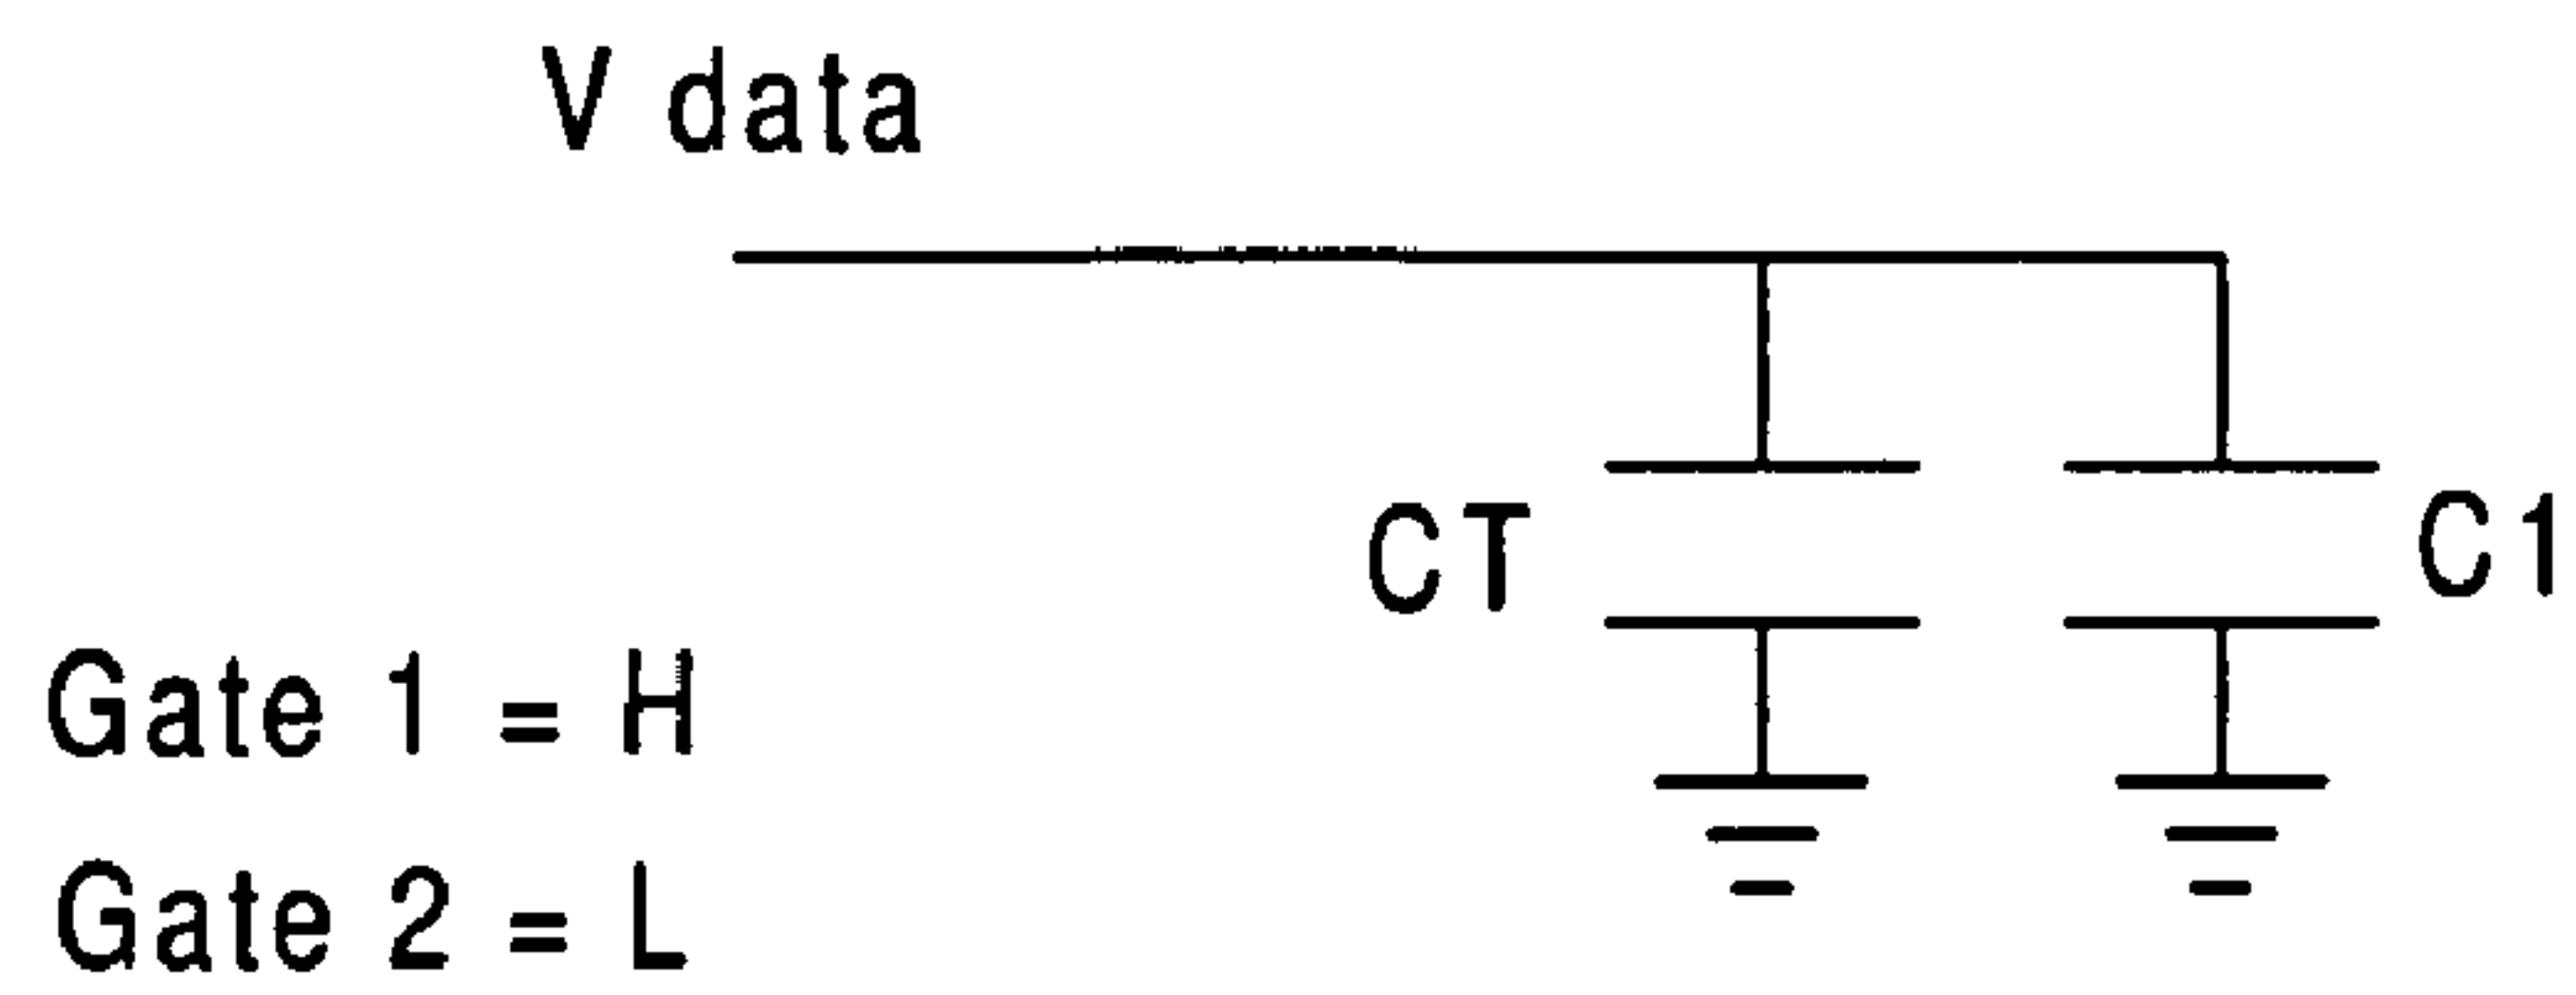 V data
CT
C1
Gate 1 = H
Gate 2 = L